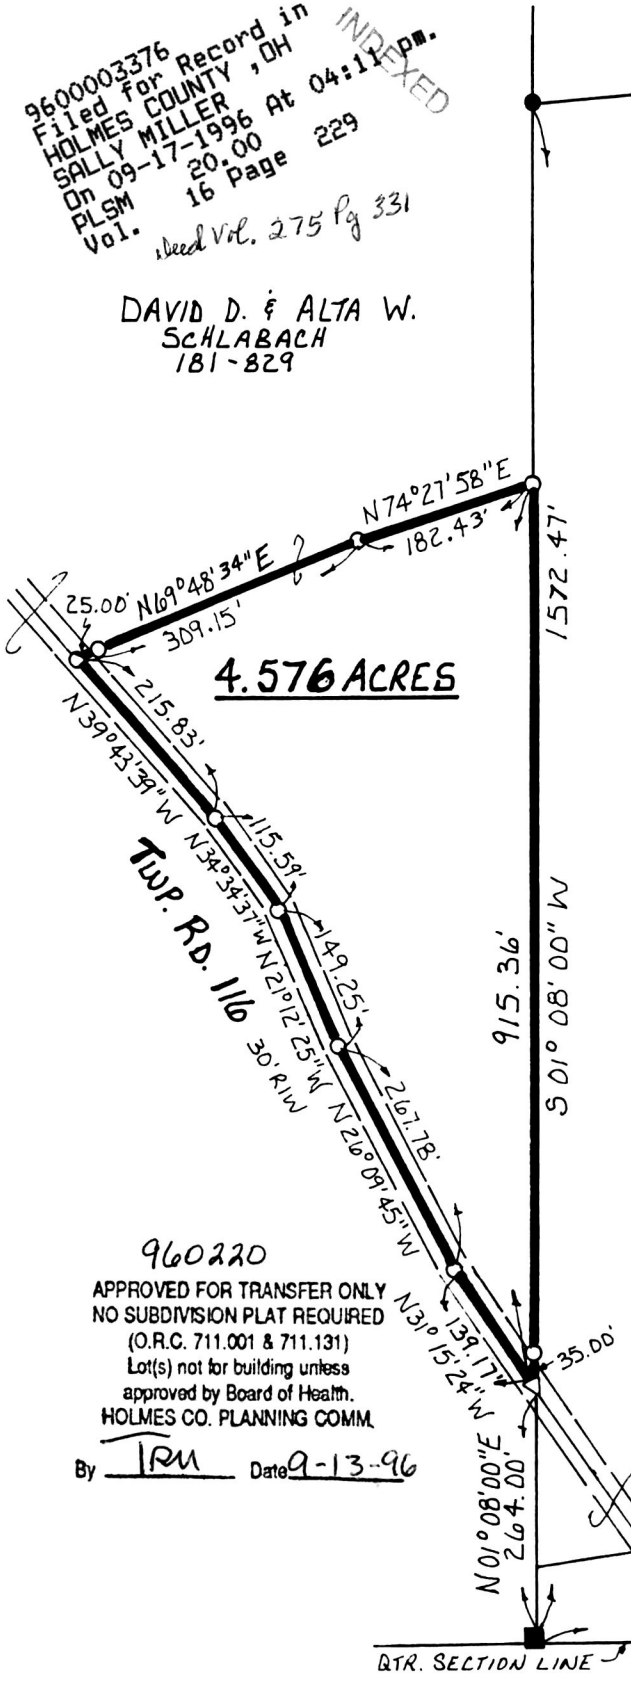 9600003376
Filed for Record in
HOLMES COUNTY ,OH
SALLY MILLER
On 09-17-1996 At 04:11 pm.
PLSM 20.00
Vol. 16 Page 229
INDEXED
Deed Vol. 275 Pg 331
DAVID D. & ALTA W.
SCHLABACH
181-829
N74°27'58"E
182.43'
1572.47'
N69°48'34"E
309.15'
25.00'
4.576 ACRES
215.83'
N39°43'39"W
115.59'
N34°34'37"W
TWP. RD. 116
30' R/W
149.25'
N21°12'25"W
915.36'
S 01° 08' 00" W
267.78'
N26°09'45"W
960220
APPROVED FOR TRANSFER ONLY
NO SUBDIVISION PLAT REQUIRED
(O.R.C. 711.001 & 711.131)
Lot(s) not for building unless
approved by Board of Health.
HOLMES CO. PLANNING COMM.
By TRM Date 9-13-96
139.17'
N31°15'24"W
35.00'
N01°08'00"E
264.00'
QTR. SECTION LINE